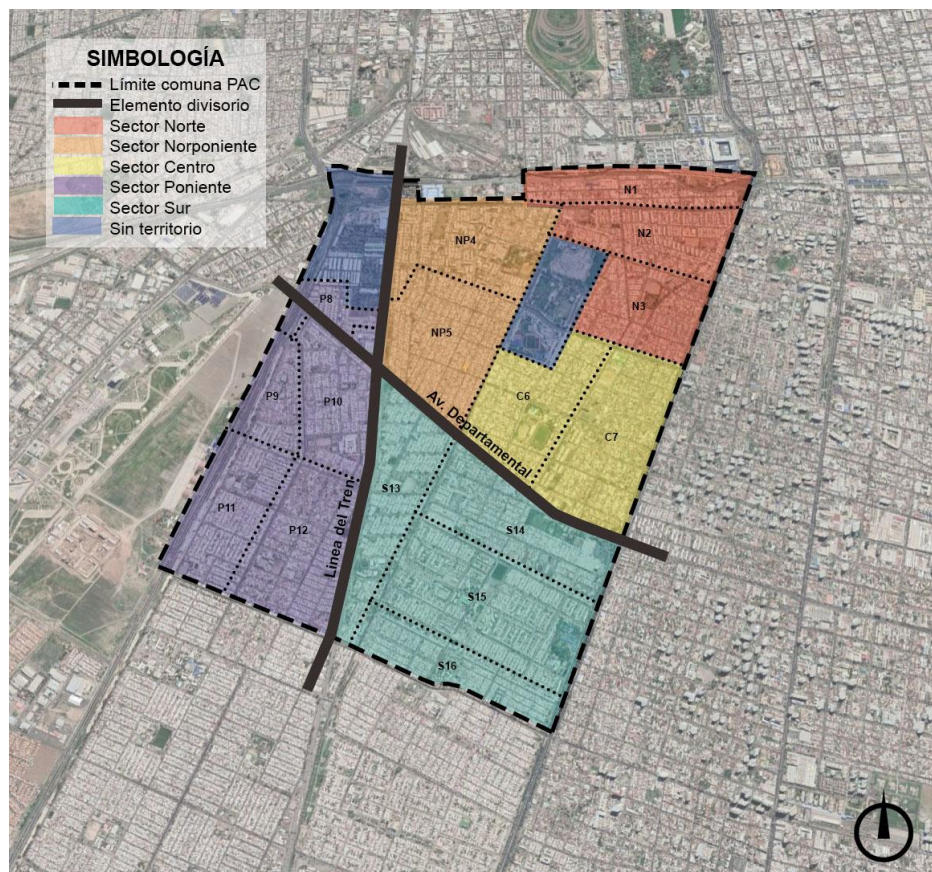 SIMBOLOGÍA
Límite comuna PAC
Elemento divisorio
Sector Norte
Sector Norponiente
Sector Centro
Sector Poniente
Sector Sur
Sin territorio
N1
N2
NP4
P8
N3
NP5
P9
P10
C6
Av. Departamental
C7
S13
P11
P12
Linea del Tren
S14
S15
S16